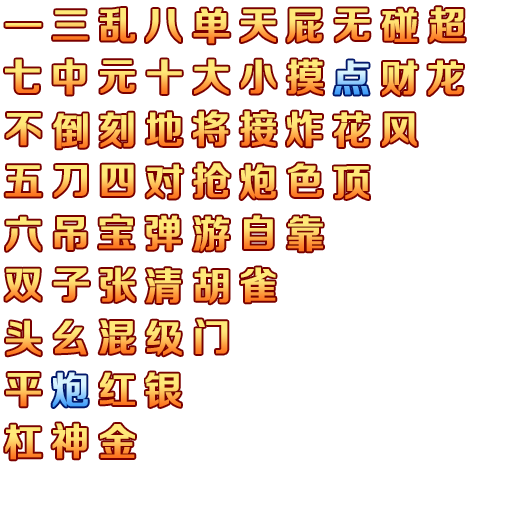 一三乱八单天屁无碰超
七中元十大小摸点财龙
不倒刻地将接炸花风
五刀四对抢炮色顶
六吊宝弹游自靠
双子张清胡雀
头幺混级门
平炮红银
杠神金